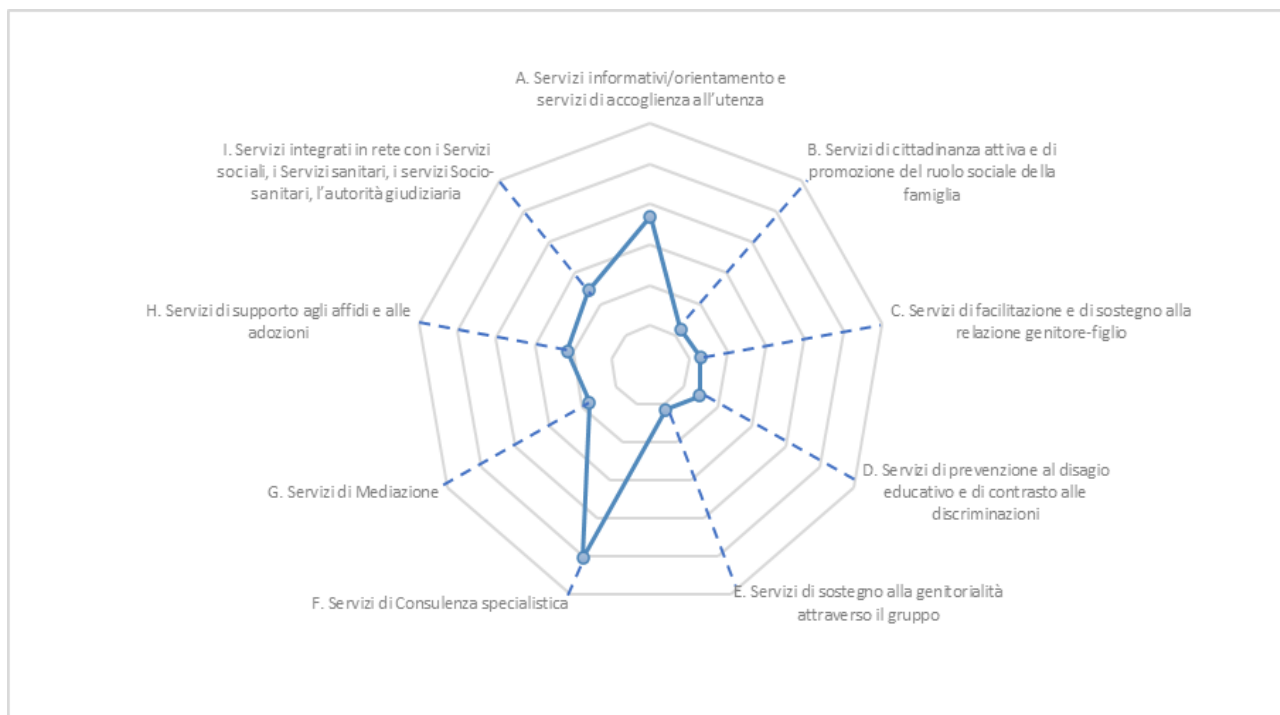 A. Servizi informativi/orientamento e
servizi di accoglienza all'utenza
B. Servizi di cittadinanza attiva e di
promozione del ruolo sociale della
famiglia
C. Servizi di facilitazione e di sostegno alla
relazione genitore-figlio
D. Servizi di prevenzione al disagio
educativo e di contrasto alle
discriminazioni
E. Servizi di sostegno alla genitorialità
attraverso il gruppo
F. Servizi di Consulenza specialistica
G. Servizi di Mediazione
H. Servizi di supporto agli affidi e alle
adozioni
I. Servizi integrati in rete con i Servizi
sociali, i Servizi sanitari, i servizi Socio-
sanitari, l'autorità giudiziaria